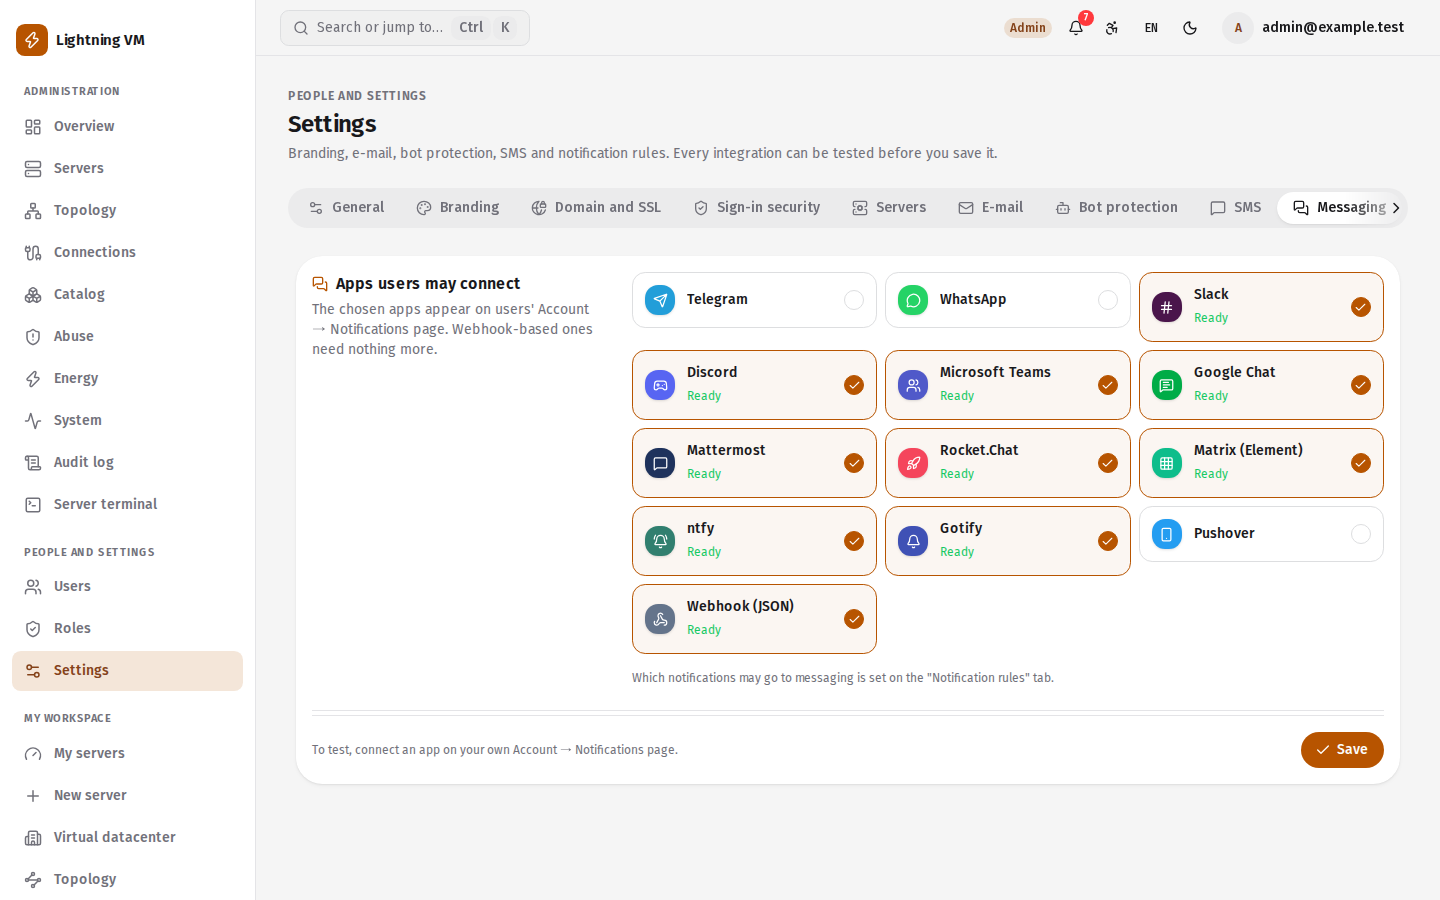 Lightning VM
Search or jump to... Ctrl K
Admin
7
EN
A
admin@example.test
ADMINISTRATION
Overview
Servers
Topology
Connections
Catalog
Abuse
Energy
System
Audit log
Server terminal
PEOPLE AND SETTINGS
Users
Roles
Settings
MY WORKSPACE
My servers
New server
Virtual datacenter
Topology
PEOPLE AND SETTINGS
Settings
Branding, e-mail, bot protection, SMS and notification rules. Every integration can be tested before you save it.
General
Branding
Domain and SSL
Sign-in security
Servers
E-mail
Bot protection
SMS
Messaging
Apps users may connect
The chosen apps appear on users' Account
→ Notifications page. Webhook-based ones
need nothing more.
Telegram
WhatsApp
Slack
Ready
Discord
Ready
Microsoft Teams
Ready
Google Chat
Ready
Mattermost
Ready
Rocket.Chat
Ready
Matrix (Element)
Ready
ntfy
Ready
Gotify
Ready
Pushover
Webhook (JSON)
Ready
Which notifications may go to messaging is set on the "Notification rules" tab.
To test, connect an app on your own Account → Notifications page.
Save